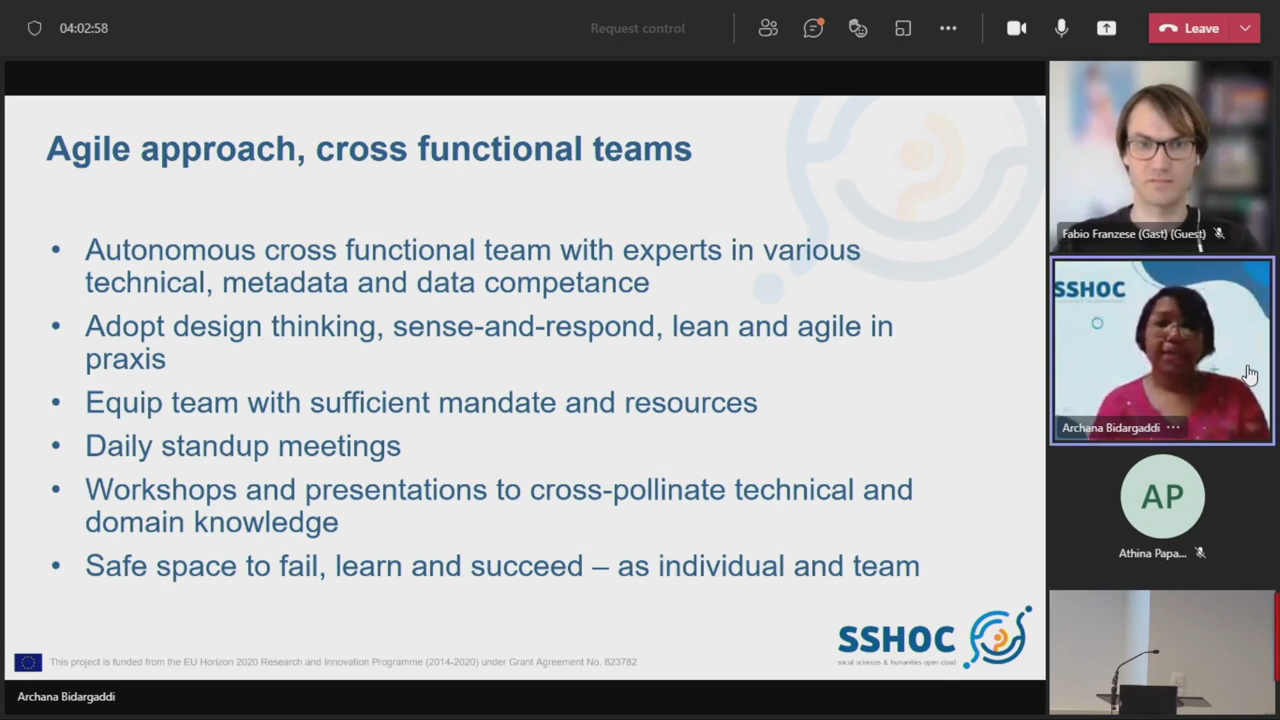 04:02:58
Request control
Leave
Agile approach, cross functional teams
• Autonomous cross functional team with experts in various
technical, metadata and data competance
• Adopt design thinking, sense-and-respond, lean and agile in
praxis
• Equip team with sufficient mandate and resources
• Daily standup meetings
• Workshops and presentations to cross-pollinate technical and
domain knowledge
• Safe space to fail, learn and succeed – as individual and team
SSHOC
social sciences & humanities open cloud
This project is funded from the EU Horizon 2020 Research and Innovation Programme (2014-2020) under Grant Agreement No. 823782
Archana Bidargaddi
Fabio Franzese (Gast) (Guest)
SSHOC
Archana Bidargaddi
AP
Athina Papa...